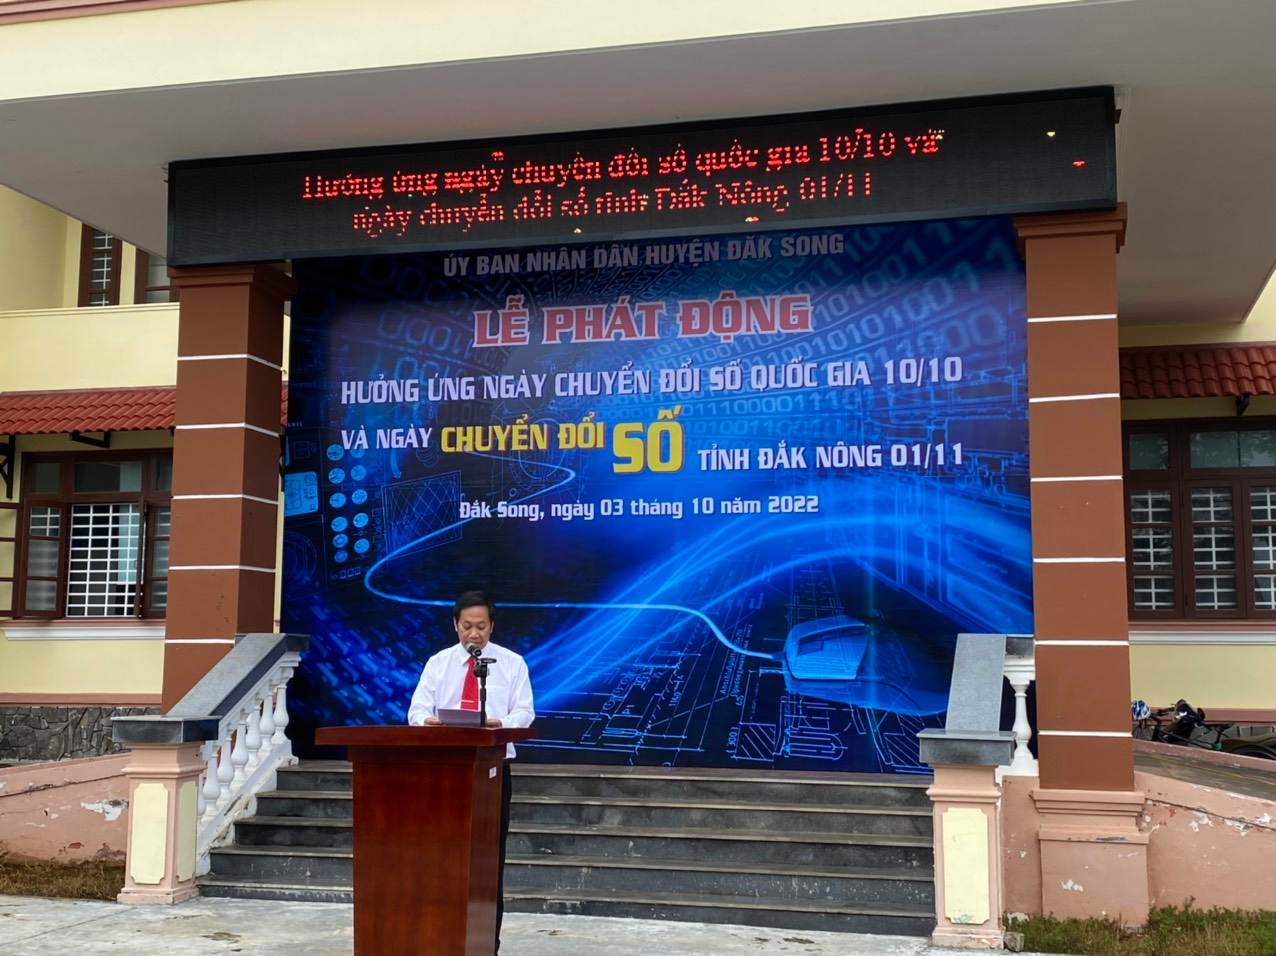 Hưởng ứng ngày chuyển đổi số quốc gia 10/10 và
ngày chuyển đổi số tỉnh Đắk Nông 01/11
ỦY BAN NHÂN DÂN HUYỆN ĐĂK SONG
LỄ PHÁT ĐỘNG
HƯỞNG ỨNG NGÀY CHUYỂN ĐỔI SỐ QUỐC GIA 10/10
VÀ NGÀY CHUYỂN ĐỔI SỐ TỈNH ĐẮK NÔNG 01/11
Đắk Song, ngày 03 tháng 10 năm 2022